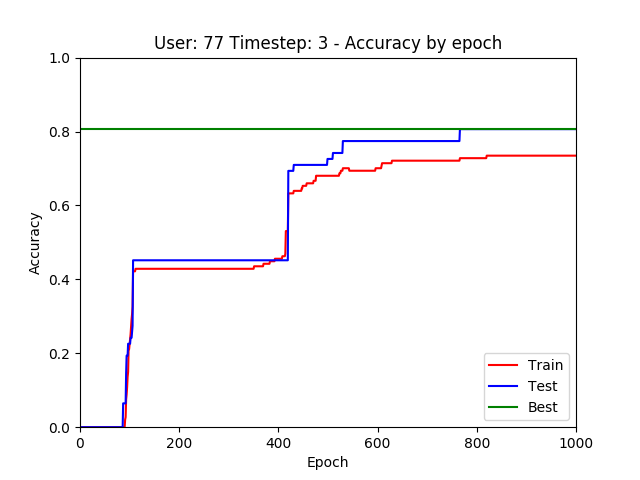 User: 77 Timestep: 3 - Accuracy by epoch
1.0
0.8
0.6
0.4
0.2
0.0
Accuracy
0 200 400 600 800 1000
Epoch
Train
Test
Best